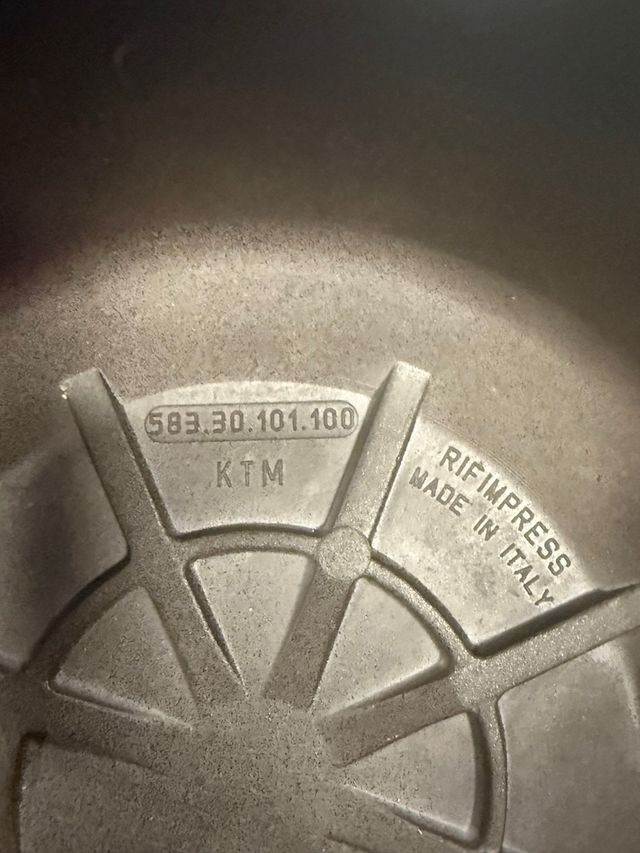 583.30.101.100
KTM
RIFIMPRESS
MADE IN ITALY